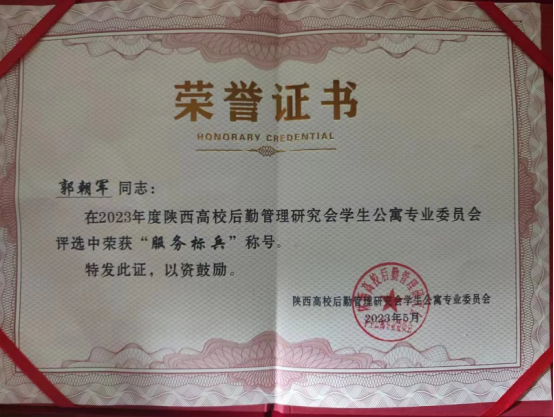 荣誉证书
HONORARY CREDENTIAL
郭朝军 同志：
在2023年度陕西高校后勤管理研究会学生公寓专业委员会
评选中荣获“服务标兵”称号。
特发此证，以资鼓励。
陕西高校后勤管理研究会学生公寓专业委员会
2023年5月